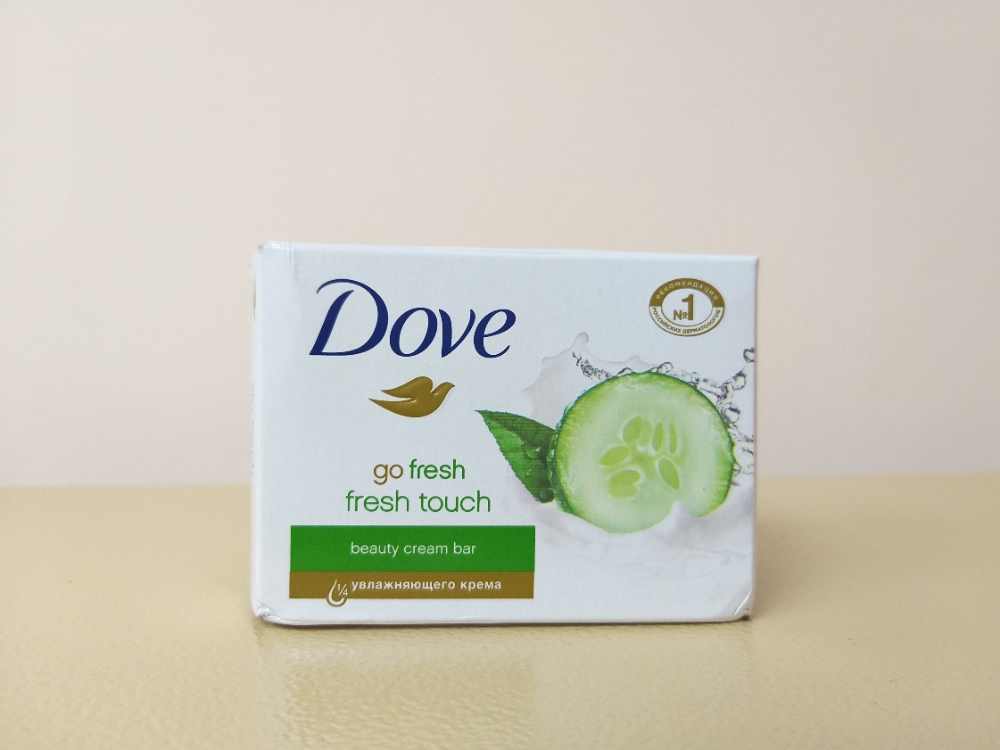 Dove
РЕКОМЕНДАЦИЯ
№1
РОССИЙСКИХ ДЕРМАТОЛОГОВ
go fresh
fresh touch
beauty cream bar
1/4 увлажняющего крема